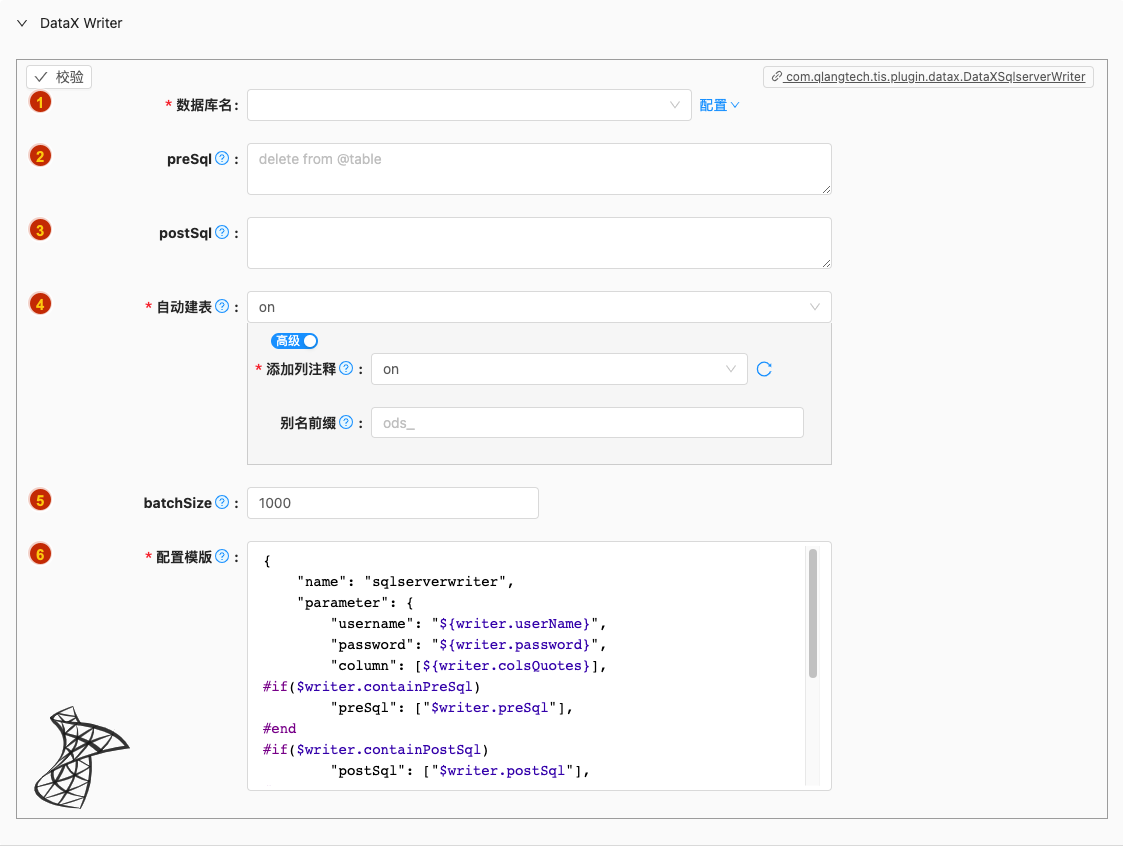 DataX Writer
校验
com.qlangtech.tis.plugin.datax.DataXSqlserverWriter
1 * 数据库名: 配置
2 preSql ? : delete from @table
3 postSql ? :
4 * 自动建表 ? : on
高级
* 添加列注释 ? : on
别名前缀 ? : ods_
5 batchSize ? : 1000
6 * 配置模版 ? :
{
    "name": "sqlserverwriter",
    "parameter": {
        "username": "${writer.userName}",
        "password": "${writer.password}",
        "column": [${writer.colsQuotes}],
#if($writer.containPreSql)
        "preSql": ["$writer.preSql"],
#end
#if($writer.containPostSql)
        "postSql": ["$writer.postSql"],